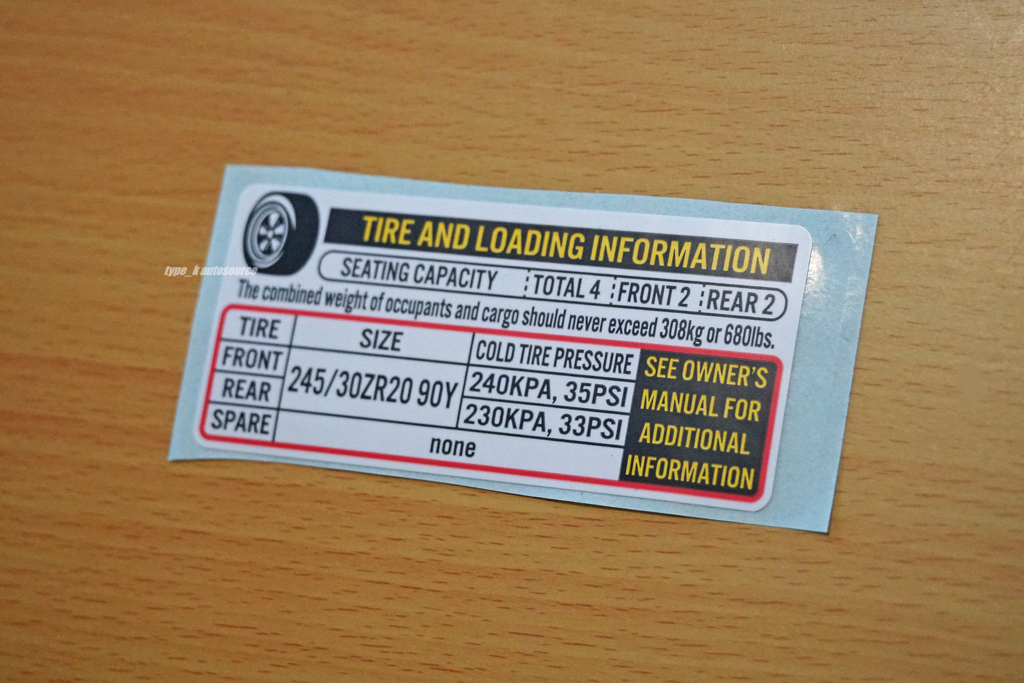 TIRE AND LOADING INFORMATION
SEATING CAPACITY TOTAL 4 FRONT 2 REAR 2
type_k autosource
The combined weight of occupants and cargo should never exceed 308kg or 680lbs.
TIRE SIZE COLD TIRE PRESSURE
FRONT 245/30ZR20 90Y 240KPA, 35PSI
REAR 230KPA, 33PSI
SPARE none
SEE OWNER'S
MANUAL FOR
ADDITIONAL
INFORMATION